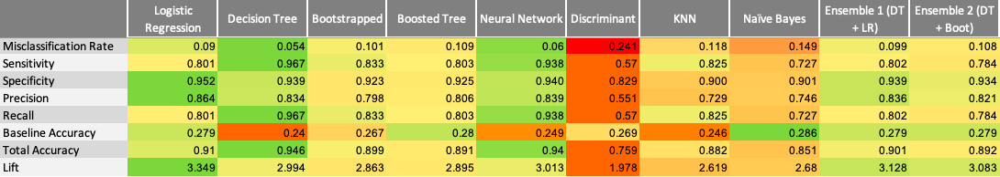 Logistic Regression Decision Tree Bootstrapped Boosted Tree Neural Network Discriminant KNN Naïve Bayes Ensemble 1 (DT + LR) Ensemble 2 (DT + Boot)
Misclassification Rate 0.09 0.054 0.101 0.109 0.06 0.241 0.118 0.149 0.099 0.108
Sensitivity 0.801 0.967 0.833 0.803 0.938 0.57 0.825 0.727 0.802 0.784
Specificity 0.952 0.939 0.923 0.925 0.940 0.829 0.900 0.901 0.939 0.934
Precision 0.864 0.834 0.798 0.806 0.839 0.551 0.729 0.746 0.836 0.821
Recall 0.801 0.967 0.833 0.803 0.938 0.57 0.825 0.727 0.802 0.784
Baseline Accuracy 0.279 0.24 0.267 0.28 0.249 0.269 0.246 0.286 0.279 0.279
Total Accuracy 0.91 0.946 0.899 0.891 0.94 0.759 0.882 0.851 0.901 0.892
Lift 3.349 2.994 2.863 2.895 3.013 1.978 2.619 2.68 3.128 3.083